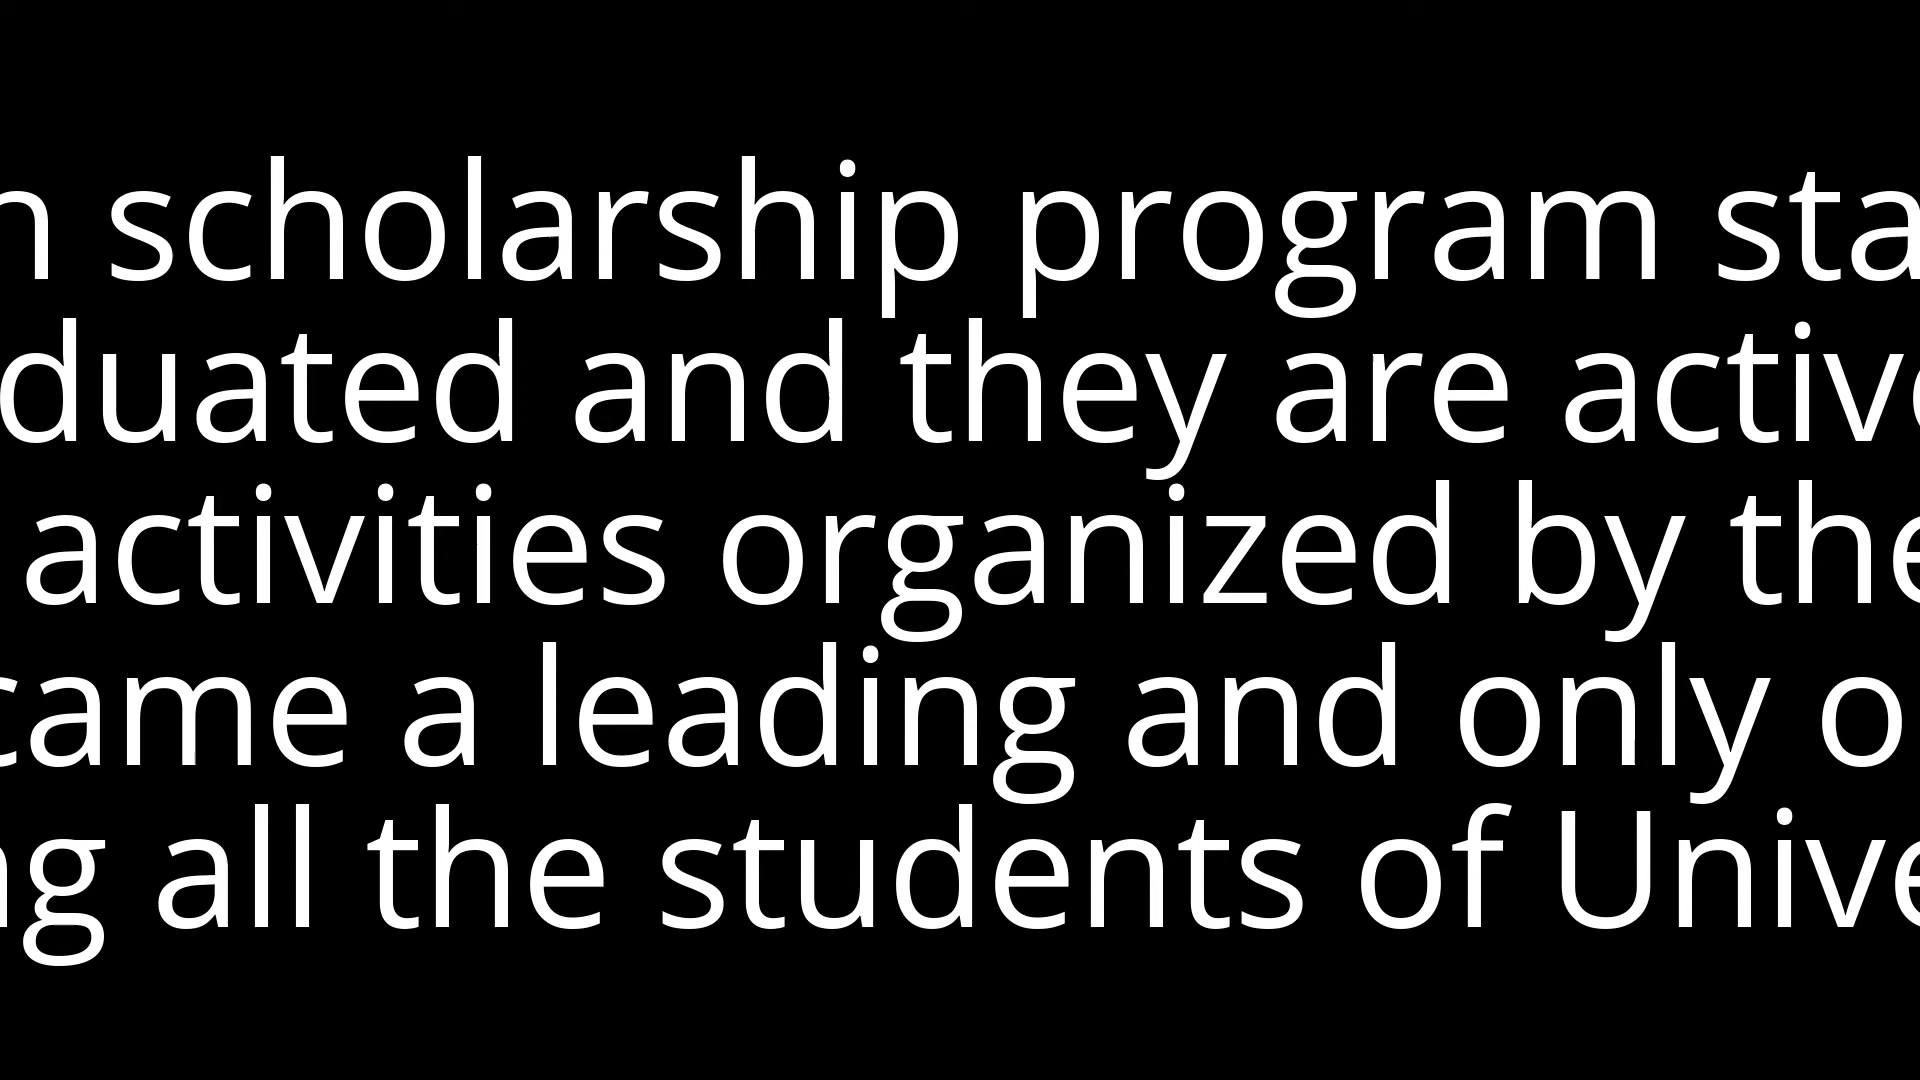 n scholarship program sta
duated and they are active
activities organized by the
came a leading and only o
ng all the students of Unive